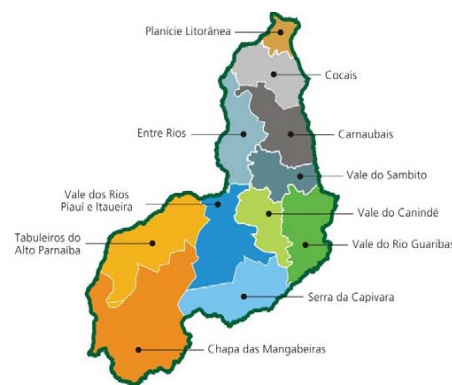 Planície Litorânea
Cocais
Entre Rios
Carnaubais
Vale do Sambito
Vale dos Rios
Piauí e Itaueira
Vale do Canindé
Tabuleiros do
Alto Parnaíba
Vale do Rio Guaribas
Serra da Capivara
Chapa das Mangabeiras